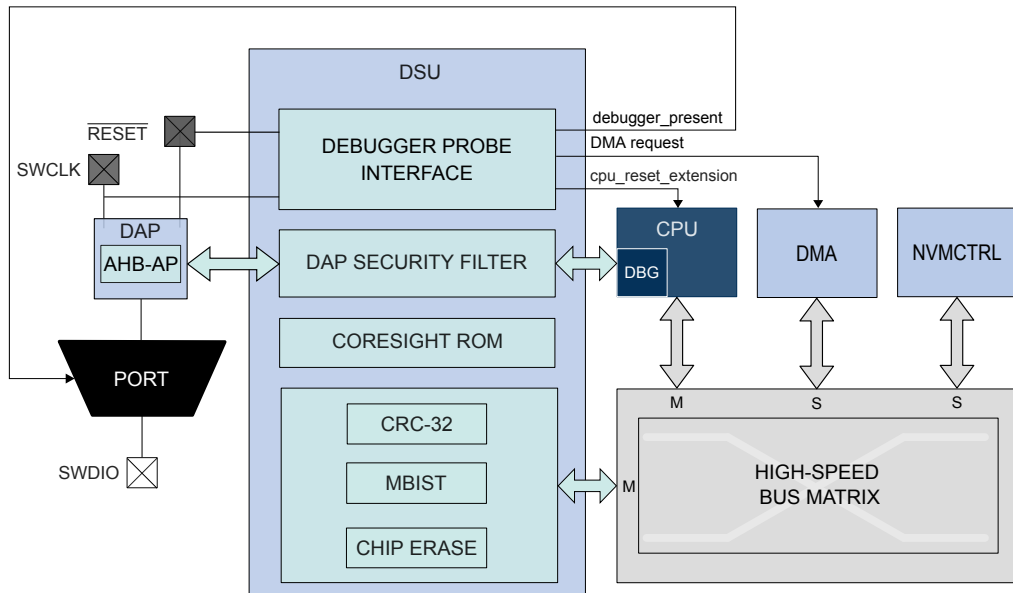 DSU
debugger_present
RESET
DEBUGGER PROBE
INTERFACE
DMA request
SWCLK
cpu_reset_extension
DAP
AHB-AP
DAP SECURITY FILTER
CPU
DBG
DMA
NVMCTRL
CORESIGHT ROM
PORT
M
S
S
CRC-32
SWDIO
MBIST
M
HIGH-SPEED
BUS MATRIX
CHIP ERASE